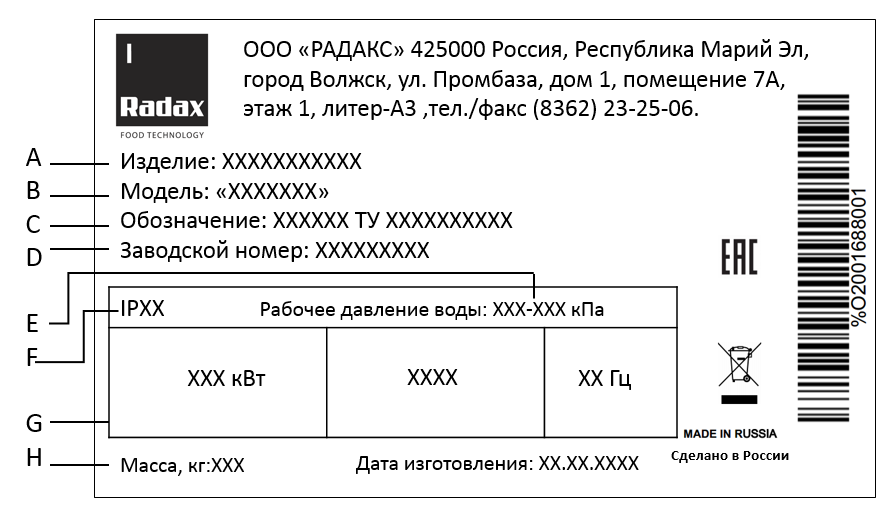 I
Radax
FOOD TECHNOLOGY
ООО «РАДАКС» 425000 Россия, Республика Марий Эл,
город Волжск, ул. Промбаза, дом 1, помещение 7А,
этаж 1, литер-А3 ,тел./факс (8362) 23-25-06.
A Изделие: XXXXXXXXXXX
B Модель: «XXXXXXX»
C Обозначение: XXXXXX ТУ XXXXXXXXXX
D Заводской номер: XXXXXXXXX
EAC
%O2001688001
E
F
IPXX Рабочее давление воды: XXX-XXX кПа
XXX кВт XXXX XX Гц
G
H
Масса, кг:XXX Дата изготовления: XX.XX.XXXX
MADE IN RUSSIA
Сделано в России